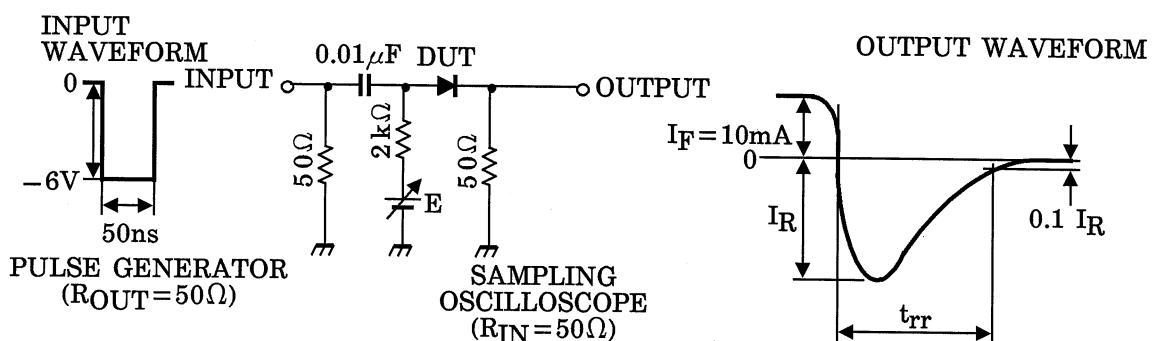 INPUT
WAVEFORM
0
−6V
50ns
PULSE GENERATOR
(ROUT=50Ω)
INPUT
0.01μF
DUT
50Ω
2kΩ
E
50Ω
OUTPUT
SAMPLING
OSCILLOSCOPE
(RIN=50Ω)
OUTPUT WAVEFORM
IF=10mA
0
IR
0.1 IR
trr